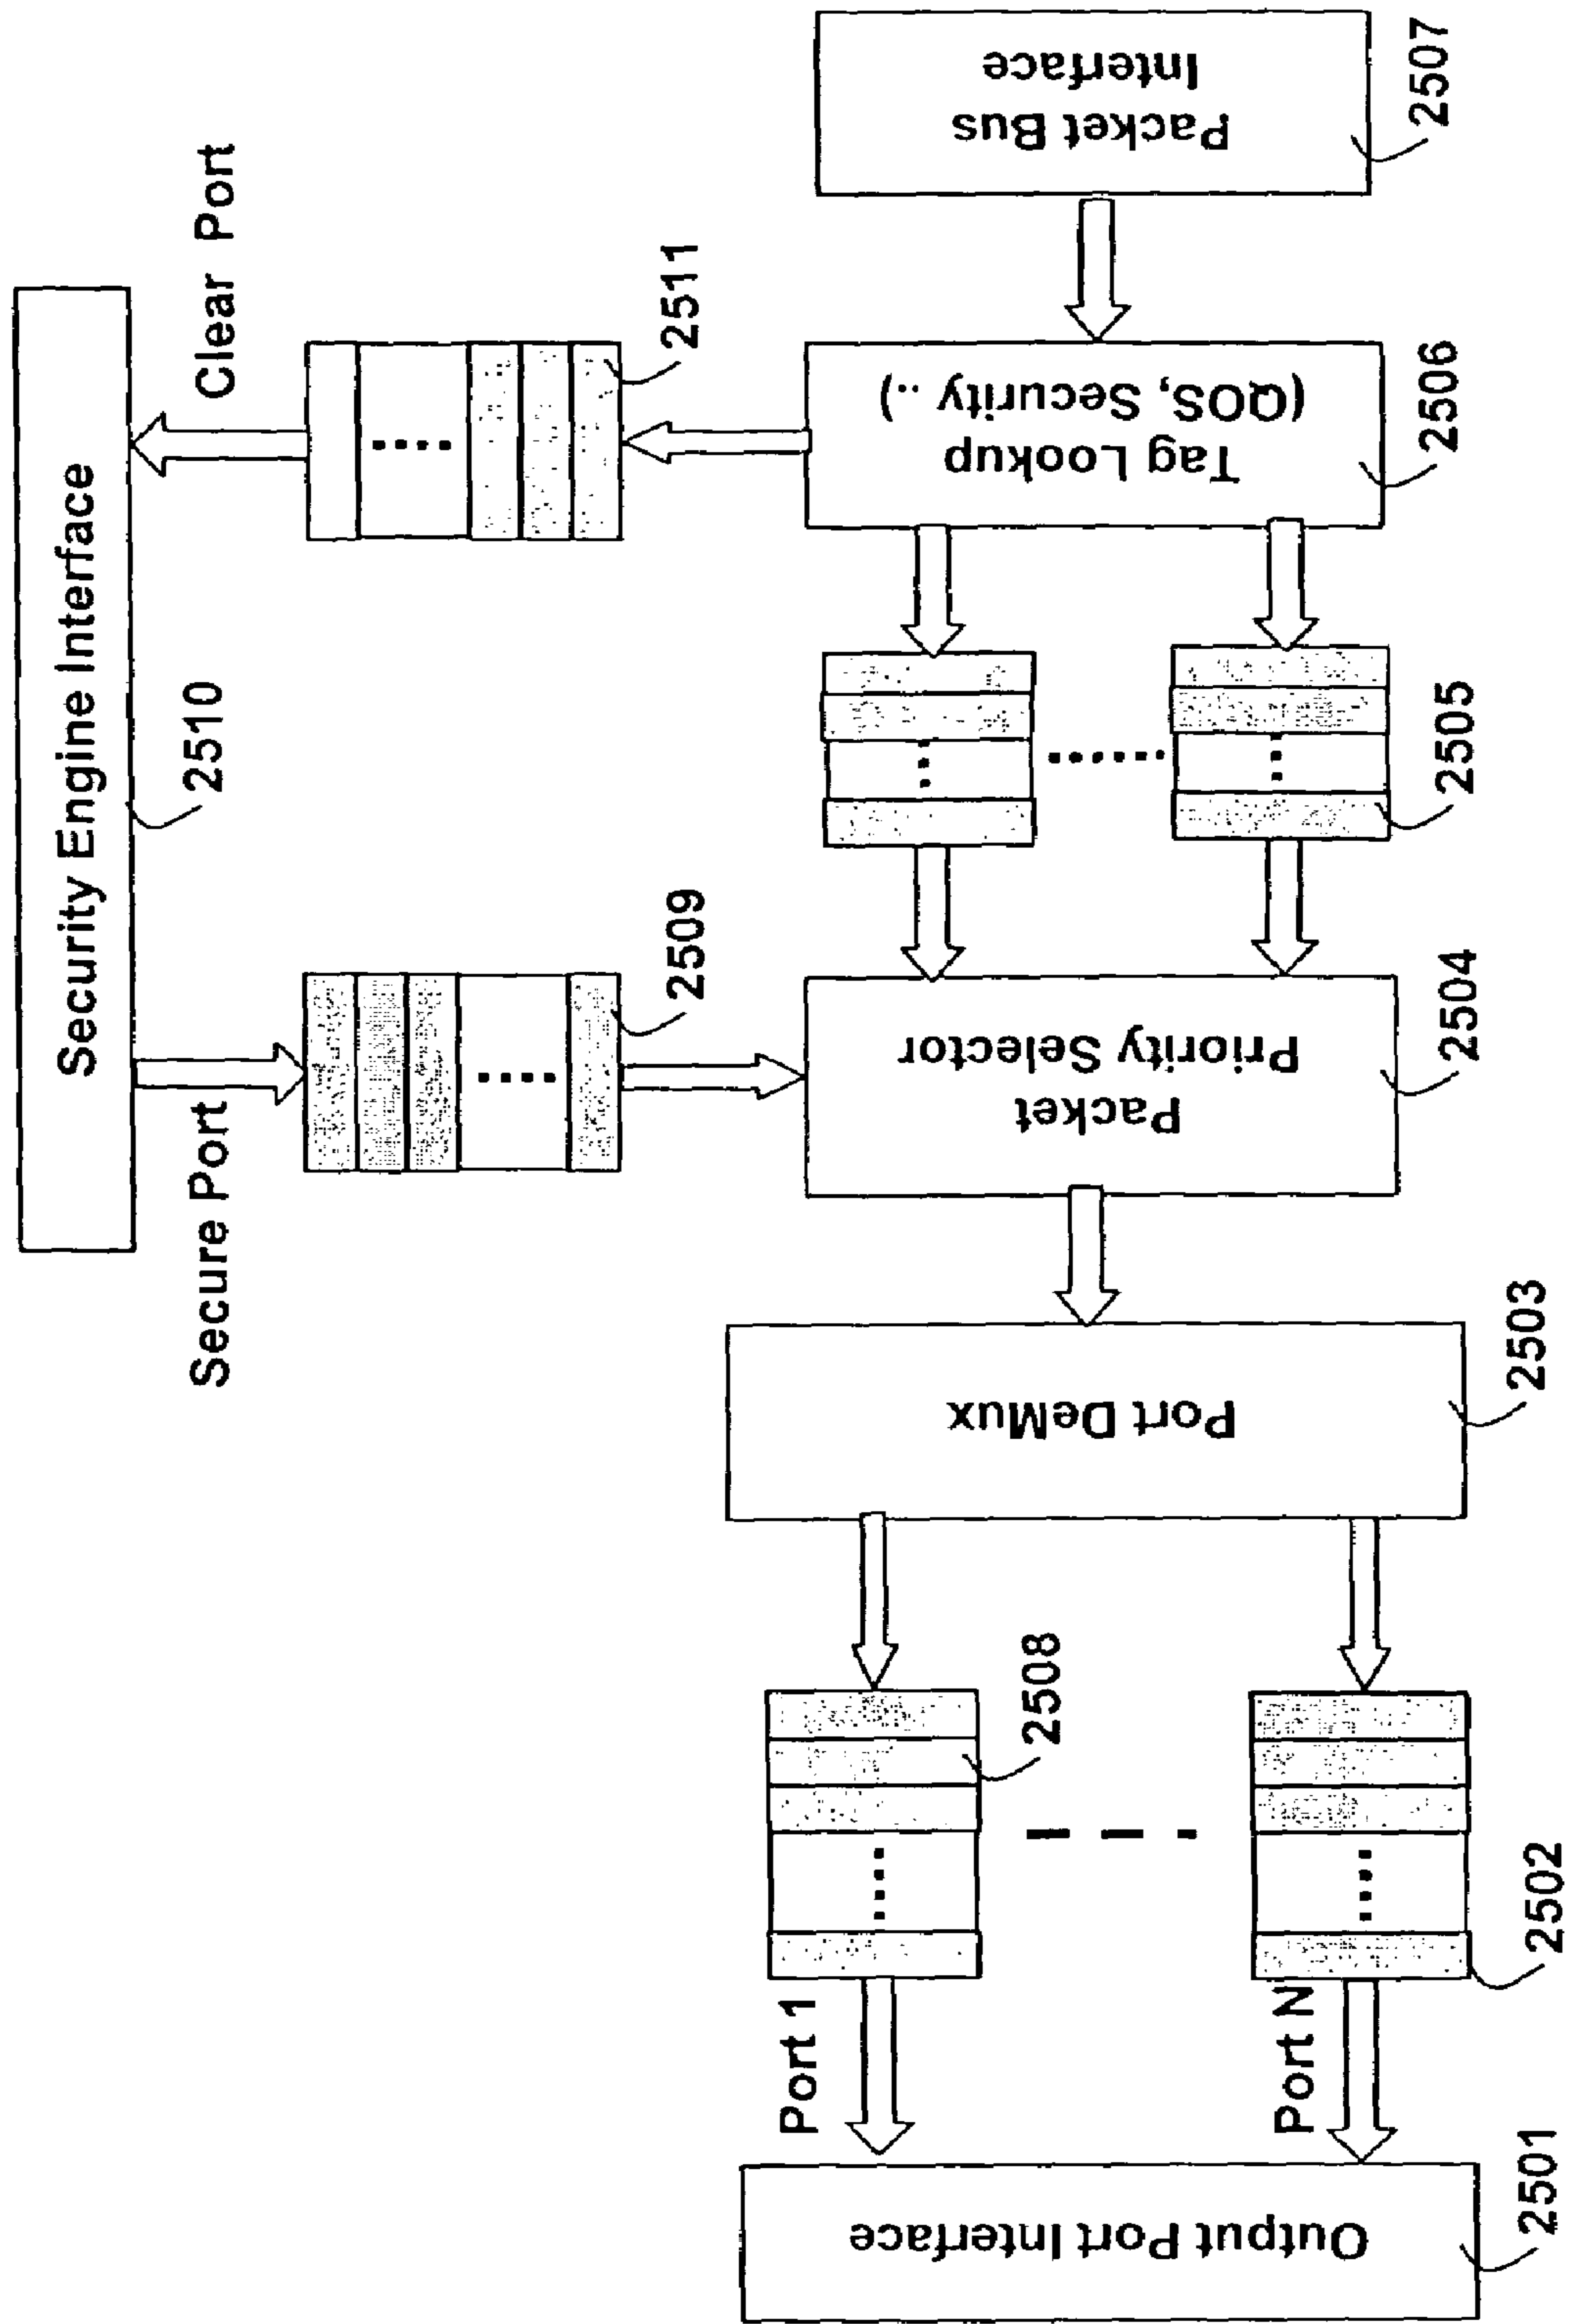 Security Engine Interface
2510
Secure Port
Clear Port
2509
2511
Port 1
Port N
Output Port Interface
2501
2502
2508
Port DeMux
2503
Packet
Priority Selector
2504
2505
Tag Lookup
(QOS, Security ..)
2506
Packet Bus
Interface
2507